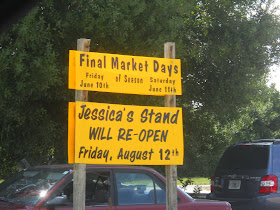 Final Market Days
Friday of Season Saturday
June 10th June 11th
Jessica's Stand
WILL RE-OPEN
Friday, August 12th